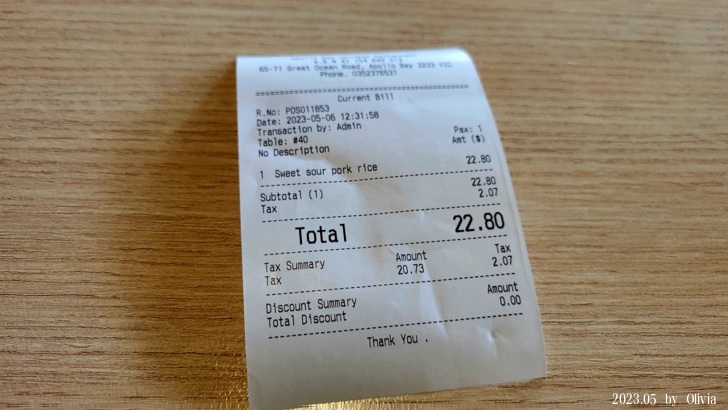 65-71 Great Ocean Road, Apollo Bay 3233 VIC
Phone. 0352376531
Current Bill
R.No: POS011853
Date: 2023-05-06 12:31:58
Transaction by: Admin
Table: #40 Pax: 1
No Description Amt ($)
1 Sweet sour pork rice 22.80
Subtotal (1) 22.80
Tax 2.07
Total 22.80
Tax Summary Amount Tax
Tax 20.73 2.07
Discount Summary Amount
Total Discount 0.00
Thank You .
2023.05 by Olivia